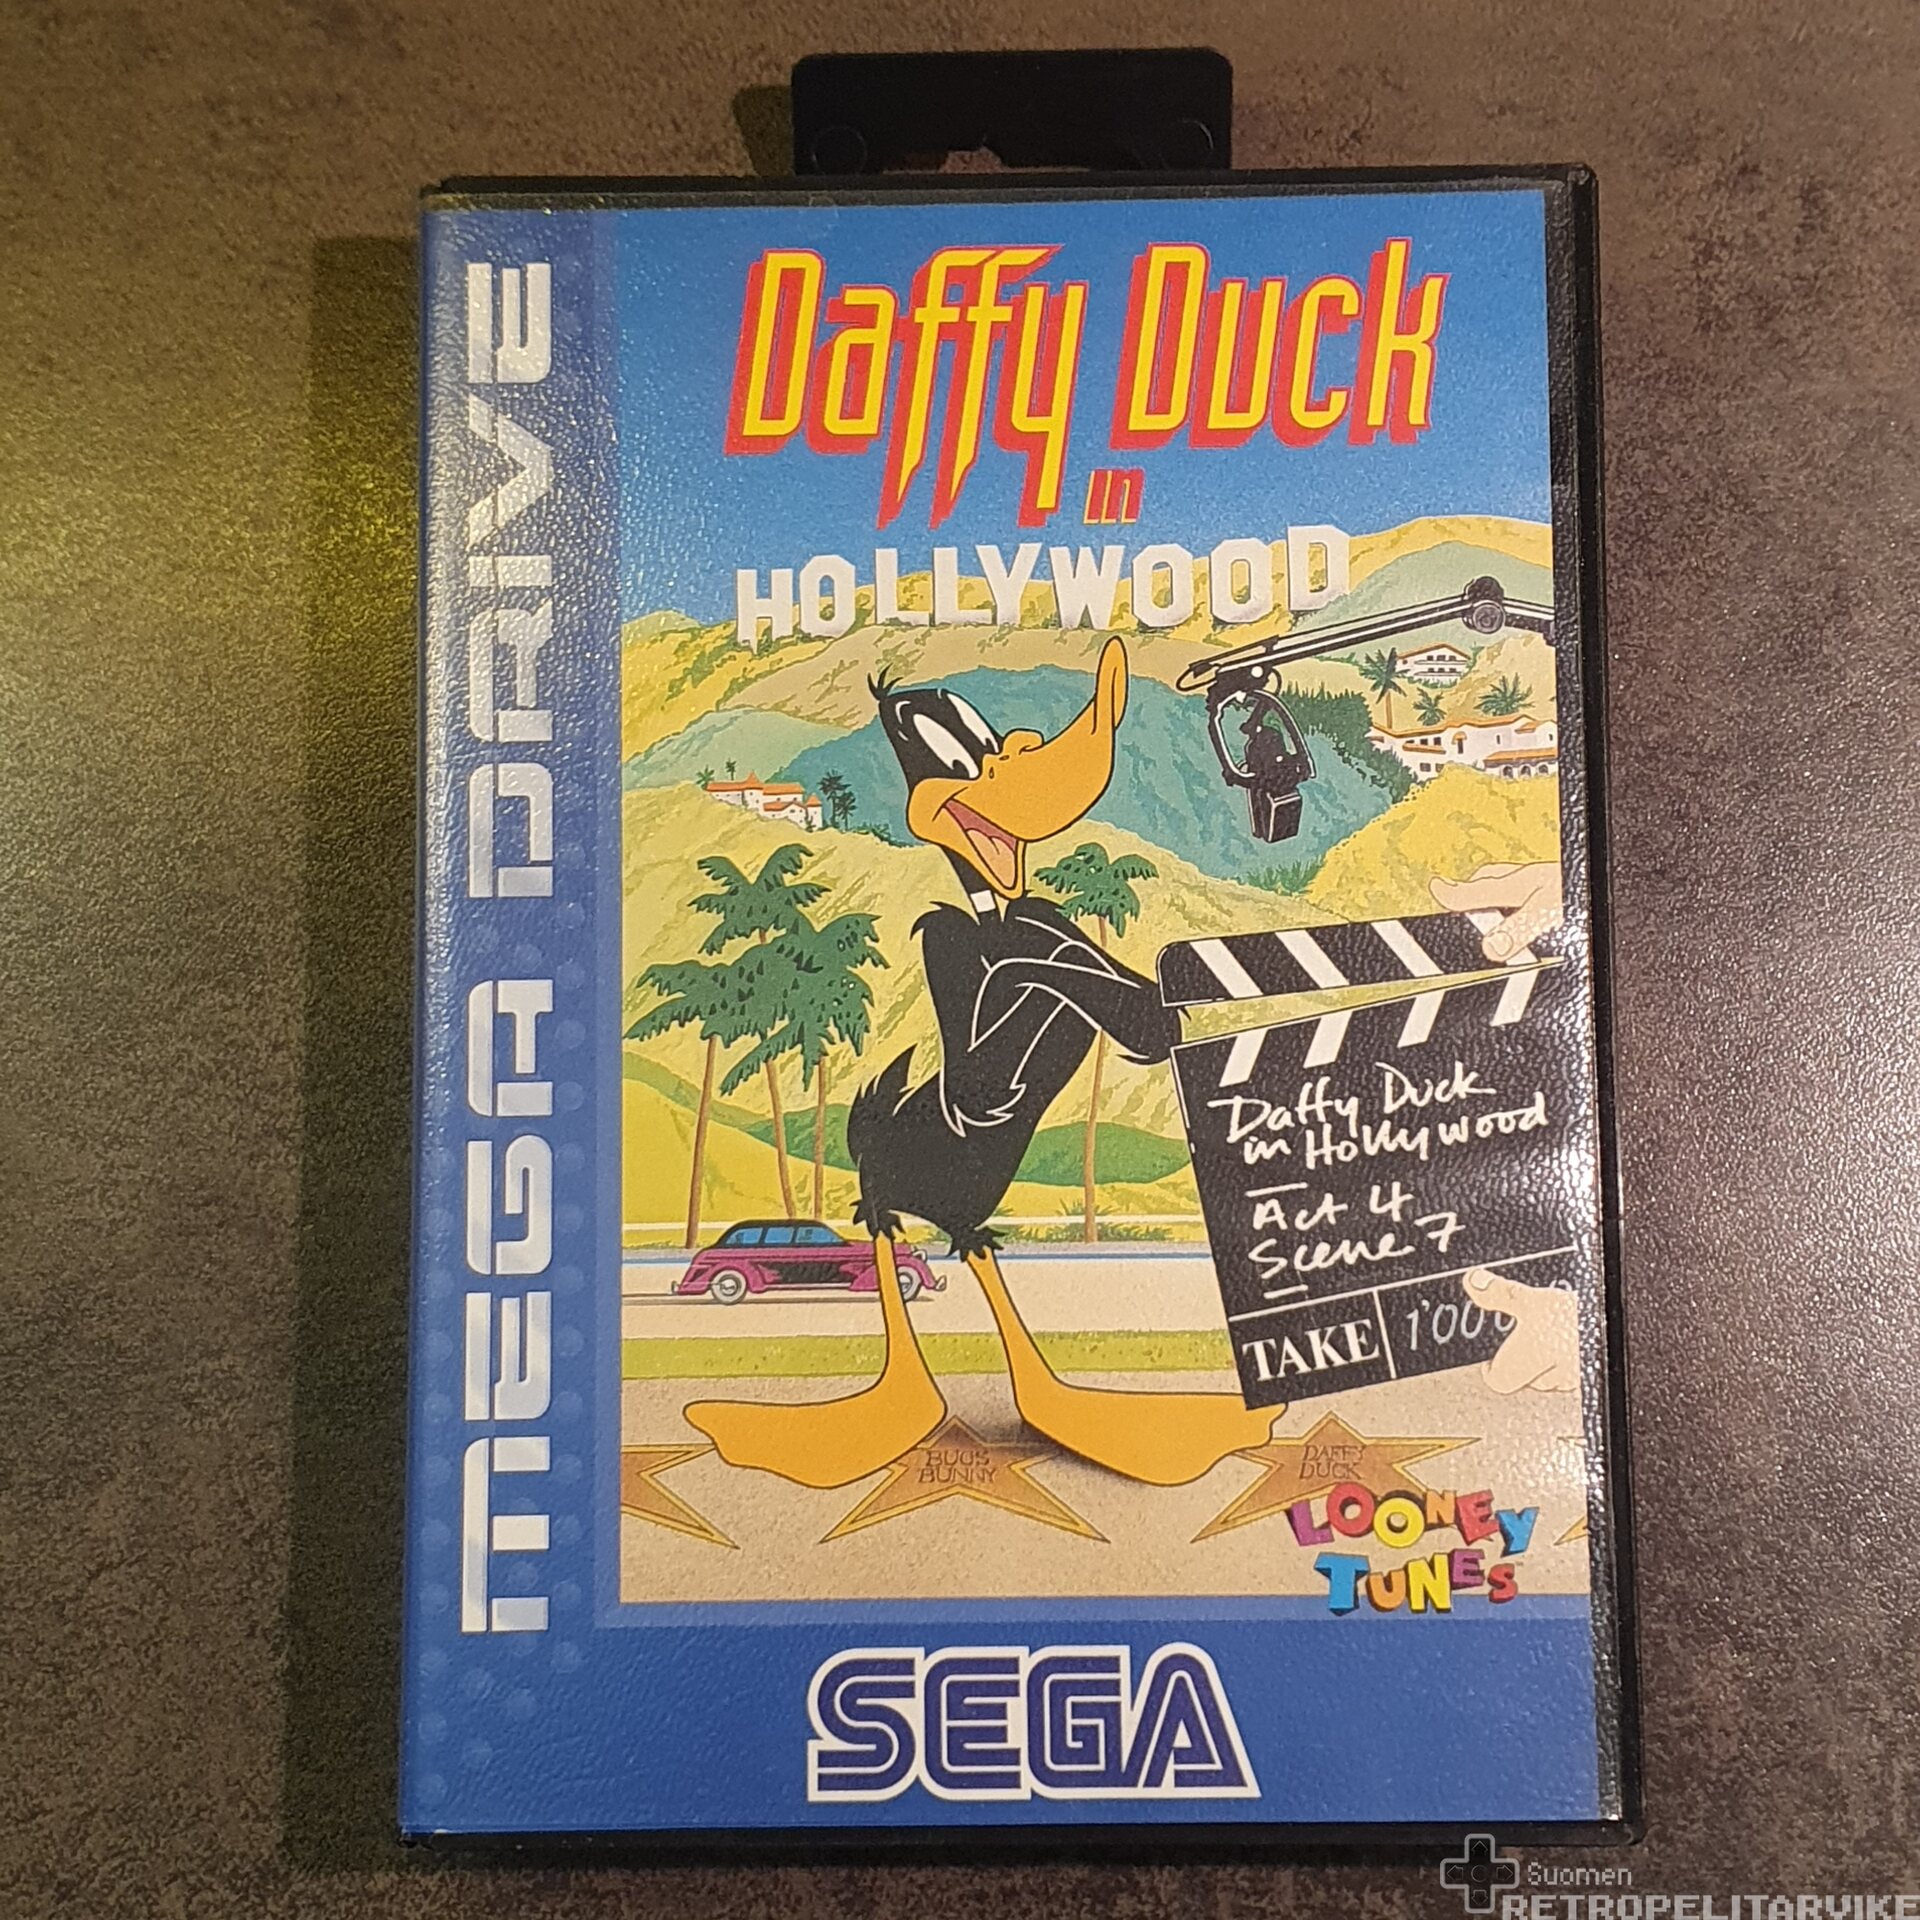 MEGA DRIVE
Daffy Duck
in
HOLLYWOOD
Daffy Duck
in Hollywood
Act 4
Scene 7
TAKE
BUGS
BUNNY
DAFFY
DUCK
LOONEY
TUNES
SEGA
Suomen
RETROPELITARVIKE